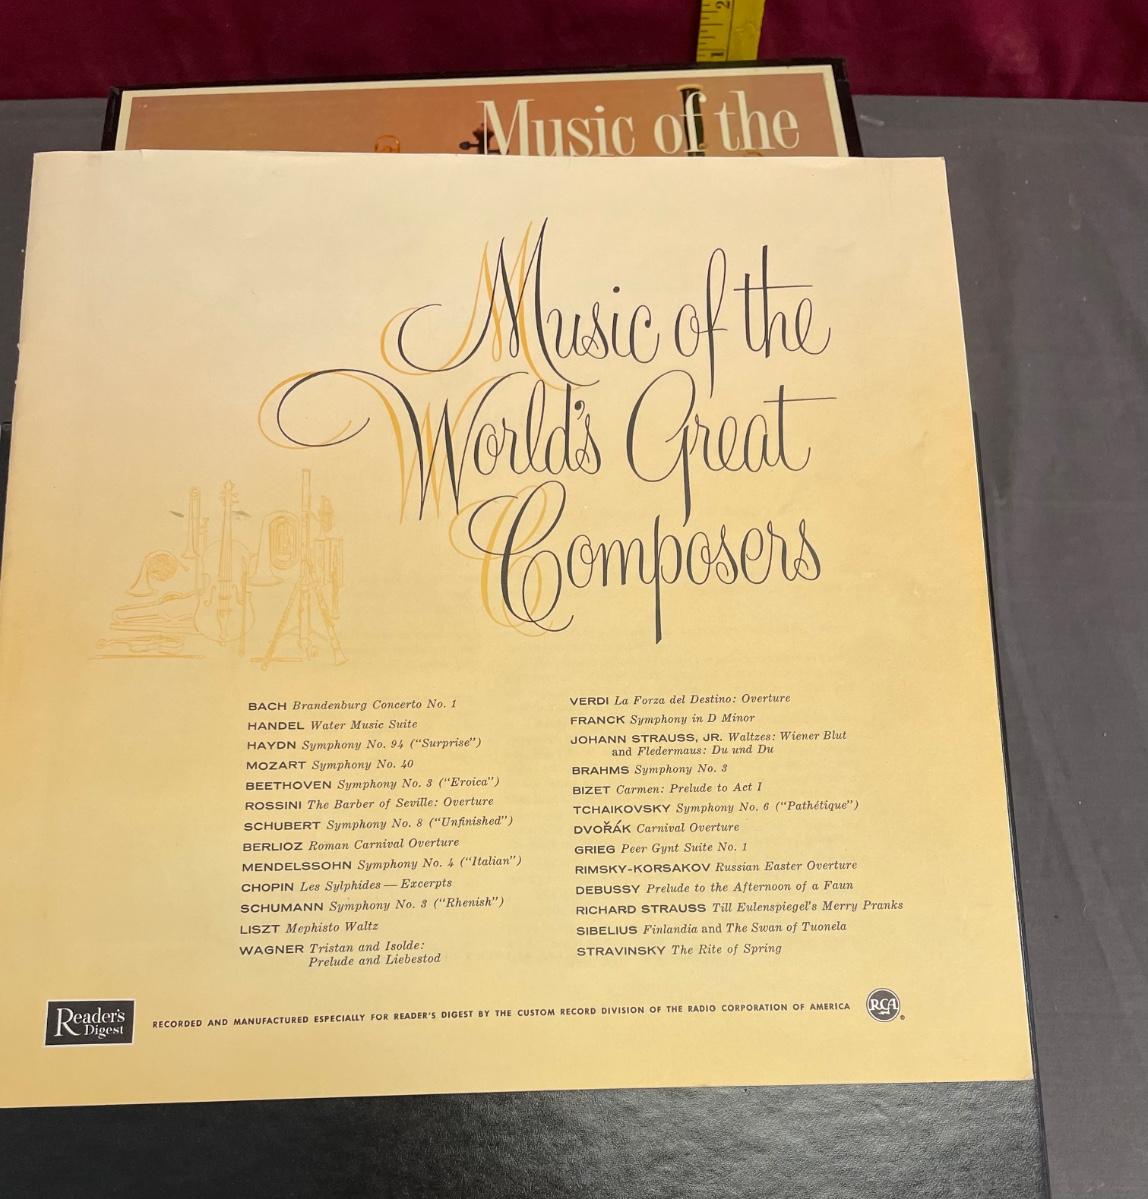 2
1
Music of the
Music of the
World's Great
Composers
BACH Brandenburg Concerto No. 1
HANDEL Water Music Suite
HAYDN Symphony No. 94 ("Surprise")
MOZART Symphony No. 40
BEETHOVEN Symphony No. 3 ("Eroica")
ROSSINI The Barber of Seville: Overture
SCHUBERT Symphony No. 8 ("Unfinished")
BERLIOZ Roman Carnival Overture
MENDELSSOHN Symphony No. 4 ("Italian")
CHOPIN Les Sylphides — Excerpts
SCHUMANN Symphony No. 3 ("Rhenish")
LISZT Mephisto Waltz
WAGNER Tristan and Isolde:
Prelude and Liebestod
VERDI La Forza del Destino: Overture
FRANCK Symphony in D Minor
JOHANN STRAUSS, JR. Waltzes: Wiener Blut
and Fledermaus: Du und Du
BRAHMS Symphony No. 3
BIZET Carmen: Prelude to Act I
TCHAIKOVSKY Symphony No. 6 ("Pathétique")
DVOŘÁK Carnival Overture
GRIEG Peer Gynt Suite No. 1
RIMSKY-KORSAKOV Russian Easter Overture
DEBUSSY Prelude to the Afternoon of a Faun
RICHARD STRAUSS Till Eulenspiegel's Merry Pranks
SIBELIUS Finlandia and The Swan of Tuonela
STRAVINSKY The Rite of Spring
Reader's
Digest
RECORDED AND MANUFACTURED ESPECIALLY FOR READER'S DIGEST BY THE CUSTOM RECORD DIVISION OF THE RADIO CORPORATION OF AMERICA
RCA